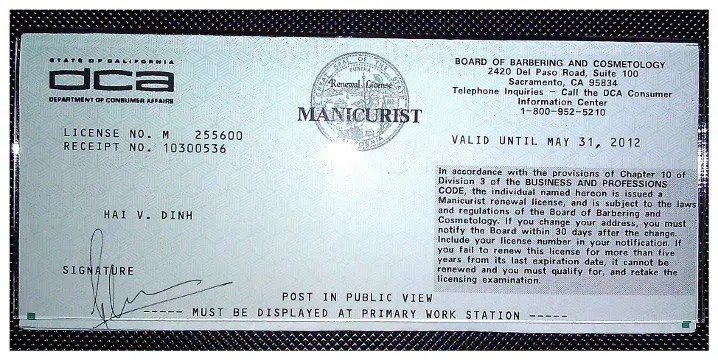 STATE OF CALIFORNIA
dca
DEPARTMENT OF CONSUMER AFFAIRS
LICENSE NO. M 255600
RECEIPT NO. 10300536
HAI V. DINH
SIGNATURE
Renewal License
MANICURIST
BOARD OF BARBERING AND COSMETOLOGY
2420 Del Paso Road, Suite 100
Sacramento, CA 95834
Telephone Inquiries - Call the DCA Consumer
Information Center
1-800-952-5210
VALID UNTIL MAY 31, 2012
In accordance with the provisions of Chapter 10 of
Division 3 of the BUSINESS AND PROFESSIONS
CODE, the individual named hereon is issued a
Manicurist renewal license, and is subject to the laws
and regulations of the Board of Barbering and
Cosmetology. If you change your address, you must
notify the Board within 30 days after the change.
Include your license number in your notification. If
you fail to renew this license for more than five
years from its last expiration date, it cannot be
renewed and you must qualify for, and retake the
licensing examination.
POST IN PUBLIC VIEW
----- MUST BE DISPLAYED AT PRIMARY WORK STATION -----